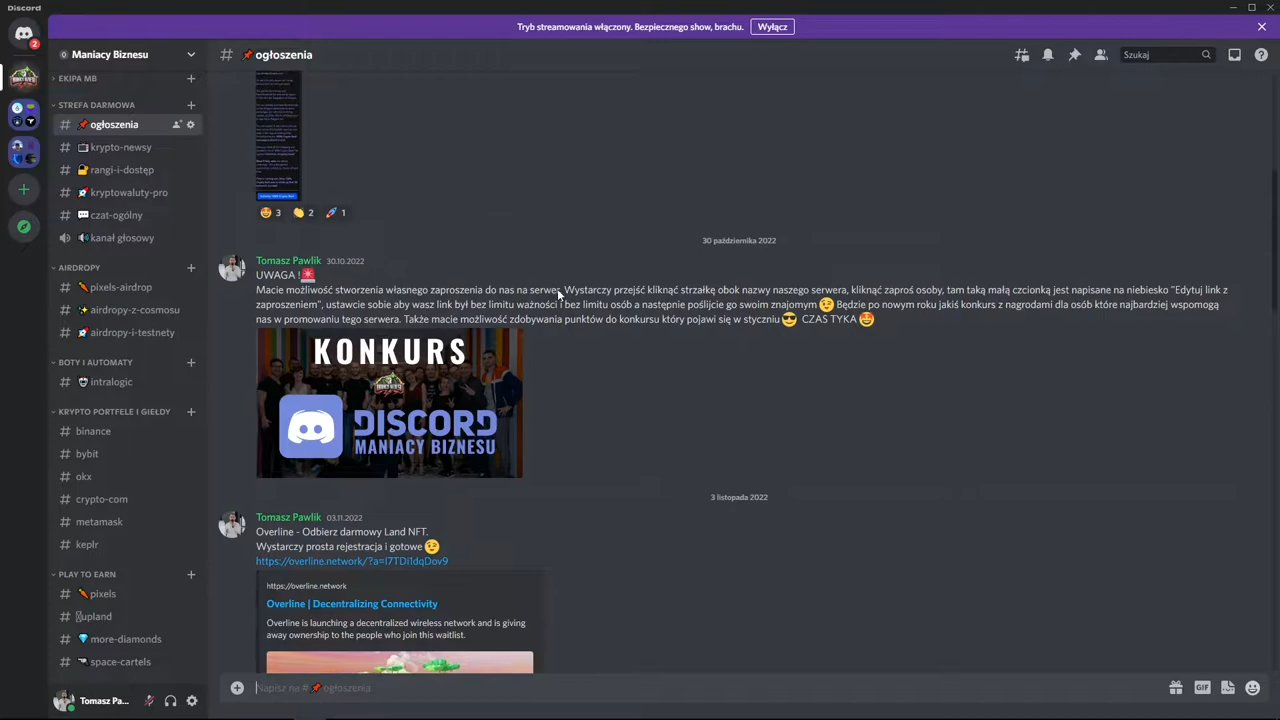 Discord
Tryb streamowania włączony. Bezpiecznego show, brachu.
Wyłącz
2
Maniacy Biznesu
# 📌 ogłoszenia
Szukaj
EKIPA MB
STREFA DARMOWA
ogłoszenia
krypto-newsy
rangi-i-dostęp
kryptowaluty-pro
czat-ogólny
kanał głosowy
AIRDROPY
pixels-airdrop
airdropy-z-cosmosu
airdropy-i-testnety
BOTY I AUTOMATY
intralogic
KRYPTO PORTFELE I GIEŁDY
binance
bybit
okx
crypto-com
metamask
keplr
PLAY TO EARN
pixels
upland
more-diamonds
space-cartels
Tomasz Pa...
🤩 3 👏 2 🚀 1
30 października 2022
Tomasz Pawlik 30.10.2022
UWAGA !🚨
Macie możliwość stworzenia własnego zaproszenia do nas na serwer. Wystarczy przejść kliknąć strzałkę obok nazwy naszego serwera, kliknąć zaproś osoby, tam taką małą czcionką jest napisane na niebiesko "Edytuj link z
zaproszeniem", ustawcie sobie aby wasz link był bez limitu ważności i bez limitu osób a następnie poślijcie go swoim znajomym 😉 Będzie po nowym roku jakiś konkurs z nagrodami dla osób które najbardziej wspomogą
nas w promowaniu tego serwera. Także macie możliwość zdobywania punktów do konkursu który pojawi się w styczniu 😎 CZAS TYKA 🤩
KONKURS
DISCORD
MANIACY BIZNESU
3 listopada 2022
Tomasz Pawlik 03.11.2022
Overline - Odbierz darmowy Land NFT.
Wystarczy prosta rejestracja i gotowe 😉
https://overline.network/?a=l7TDi1dqDov9
https://overline.network
Overline | Decentralizing Connectivity
Overline is launching a decentralized wireless network and is giving
away ownership to the people who join this waitlist.
Napisz na #📌 ogłoszenia
GIF